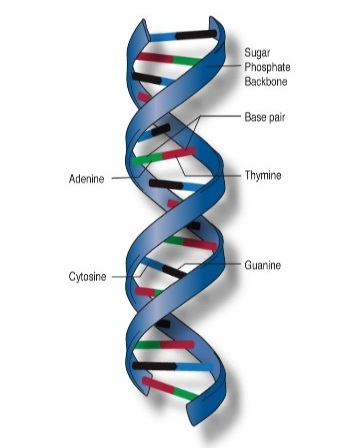 Sugar
Phosphate
Backbone
Base pair
Adenine
Thymine
Cytosine
Guanine